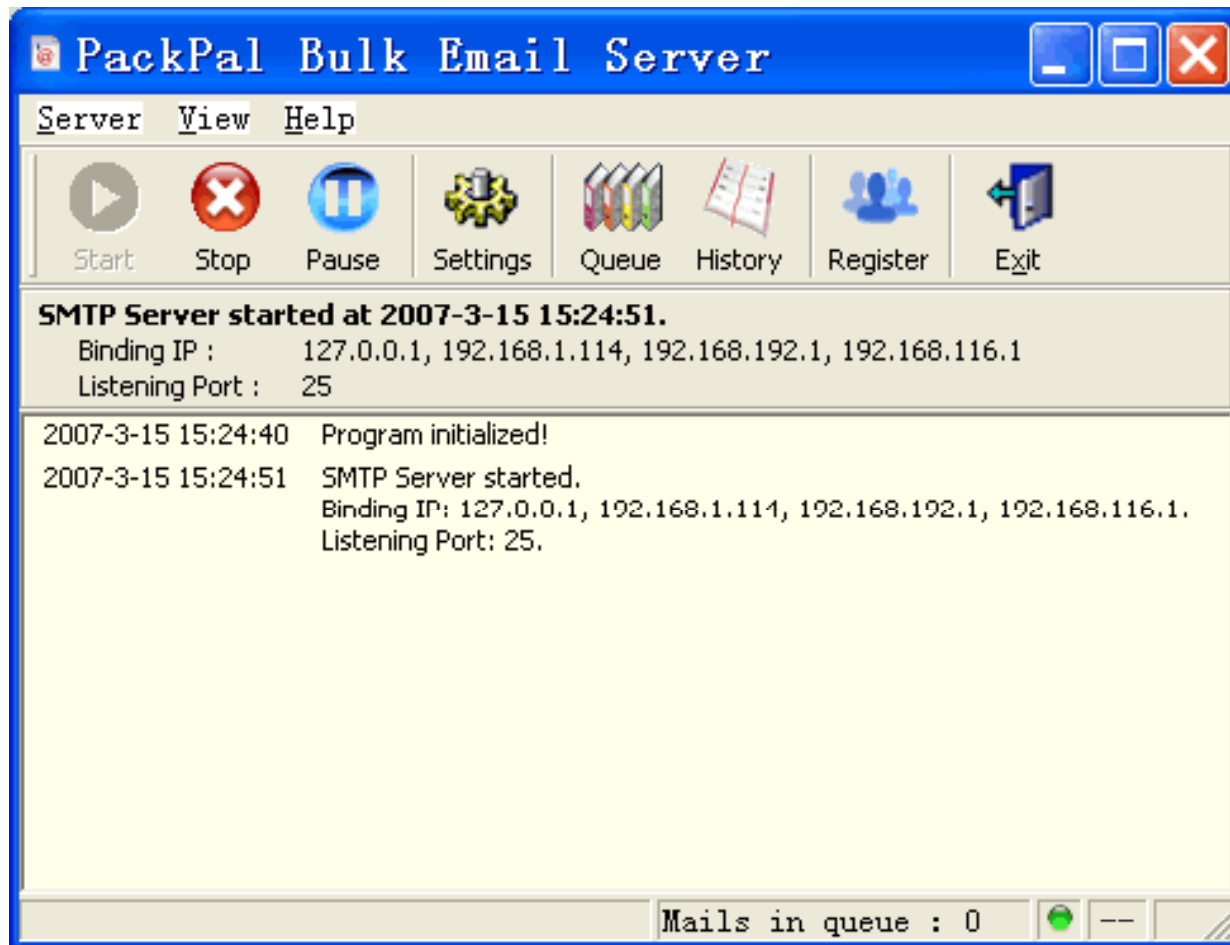 PackPal Bulk Email Server
Server View Help
Start Stop Pause Settings Queue History Register Exit
SMTP Server started at 2007-3-15 15:24:51.
Binding IP : 127.0.0.1, 192.168.1.114, 192.168.192.1, 192.168.116.1
Listening Port : 25
2007-3-15 15:24:40 Program initialized!
2007-3-15 15:24:51 SMTP Server started.
Binding IP: 127.0.0.1, 192.168.1.114, 192.168.192.1, 192.168.116.1.
Listening Port: 25.
Mails in queue : 0 --